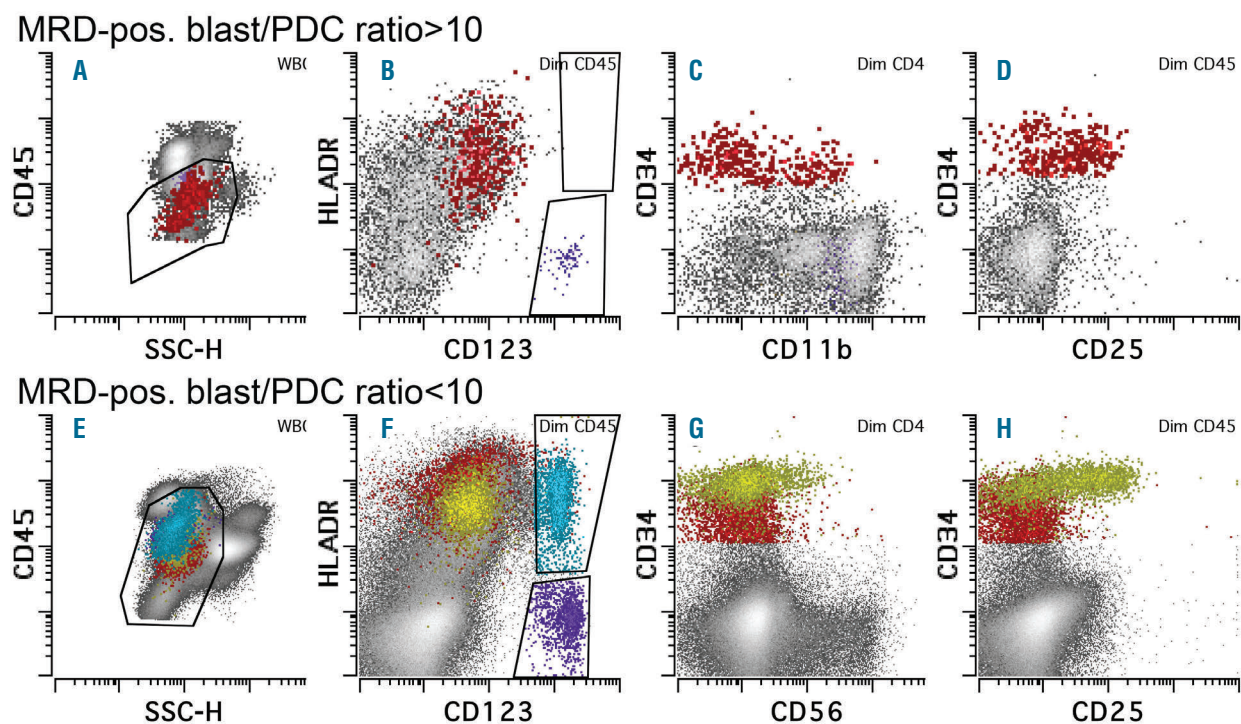 MRD-pos. blast/PDC ratio>10
A WB( B Dim CD45 C Dim CD4 D Dim CD45
CD45 HLADR CD34 CD34
SSC-H CD123 CD11b CD25
MRD-pos. blast/PDC ratio<10
E WB( F Dim CD45 G Dim CD4 H Dim CD45
CD45 HLADR CD34 CD34
SSC-H CD123 CD56 CD25